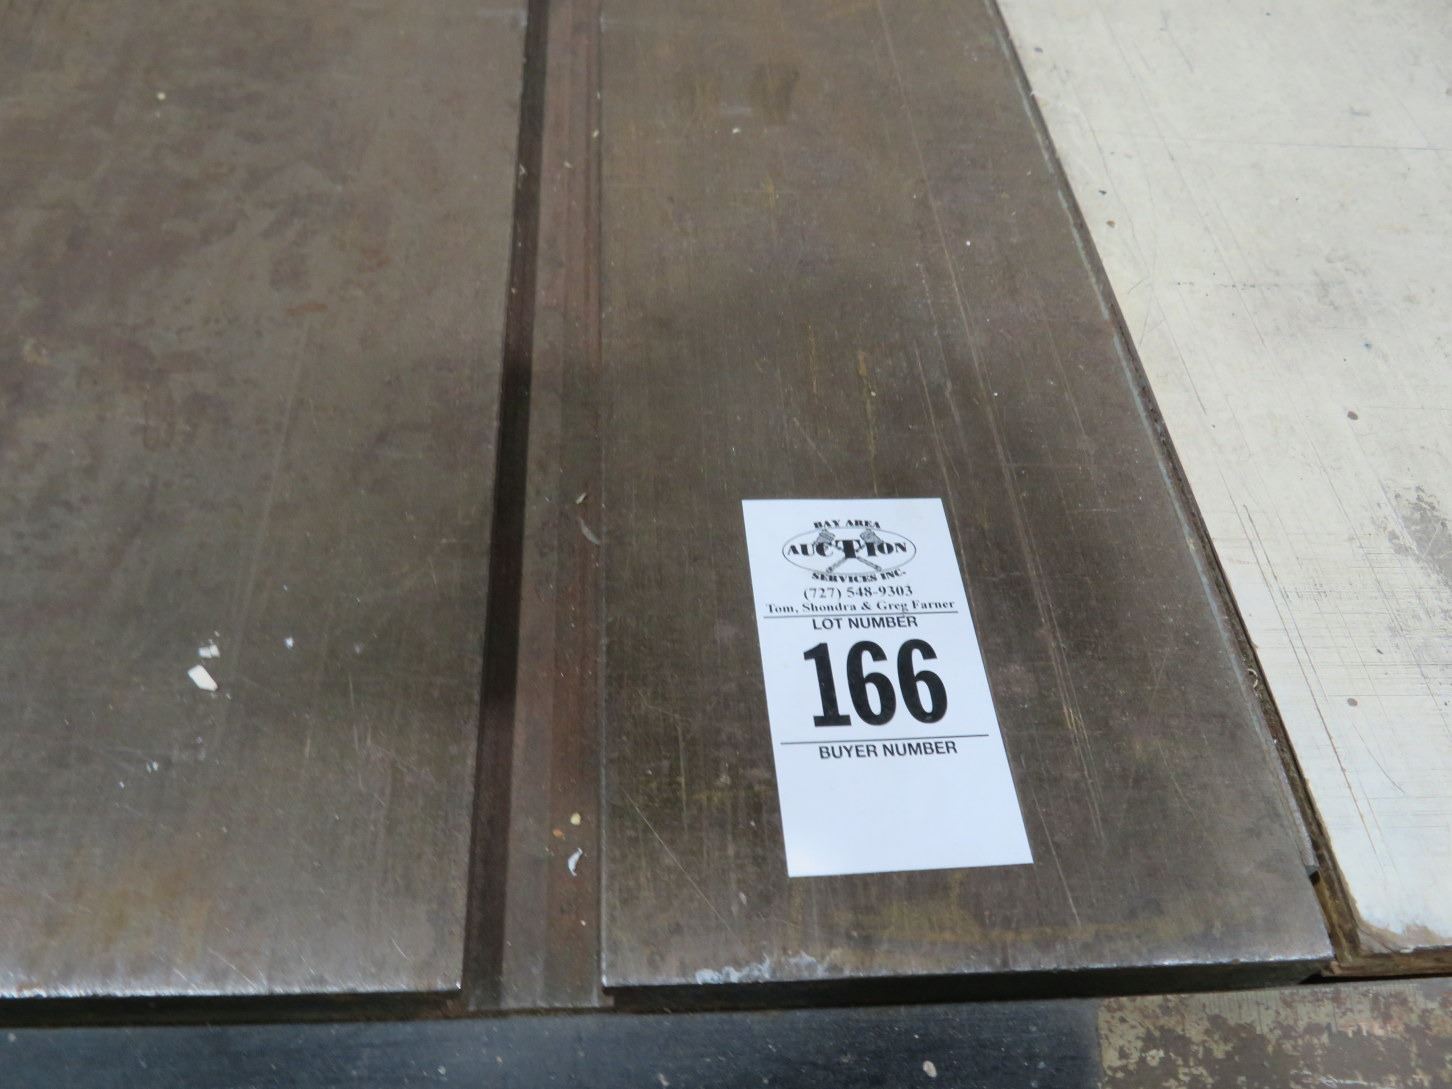 BAY AREA
AUCTION
SERVICES INC.
(727) 548-9303
Tom, Shondra & Greg Farner
LOT NUMBER
166
BUYER NUMBER